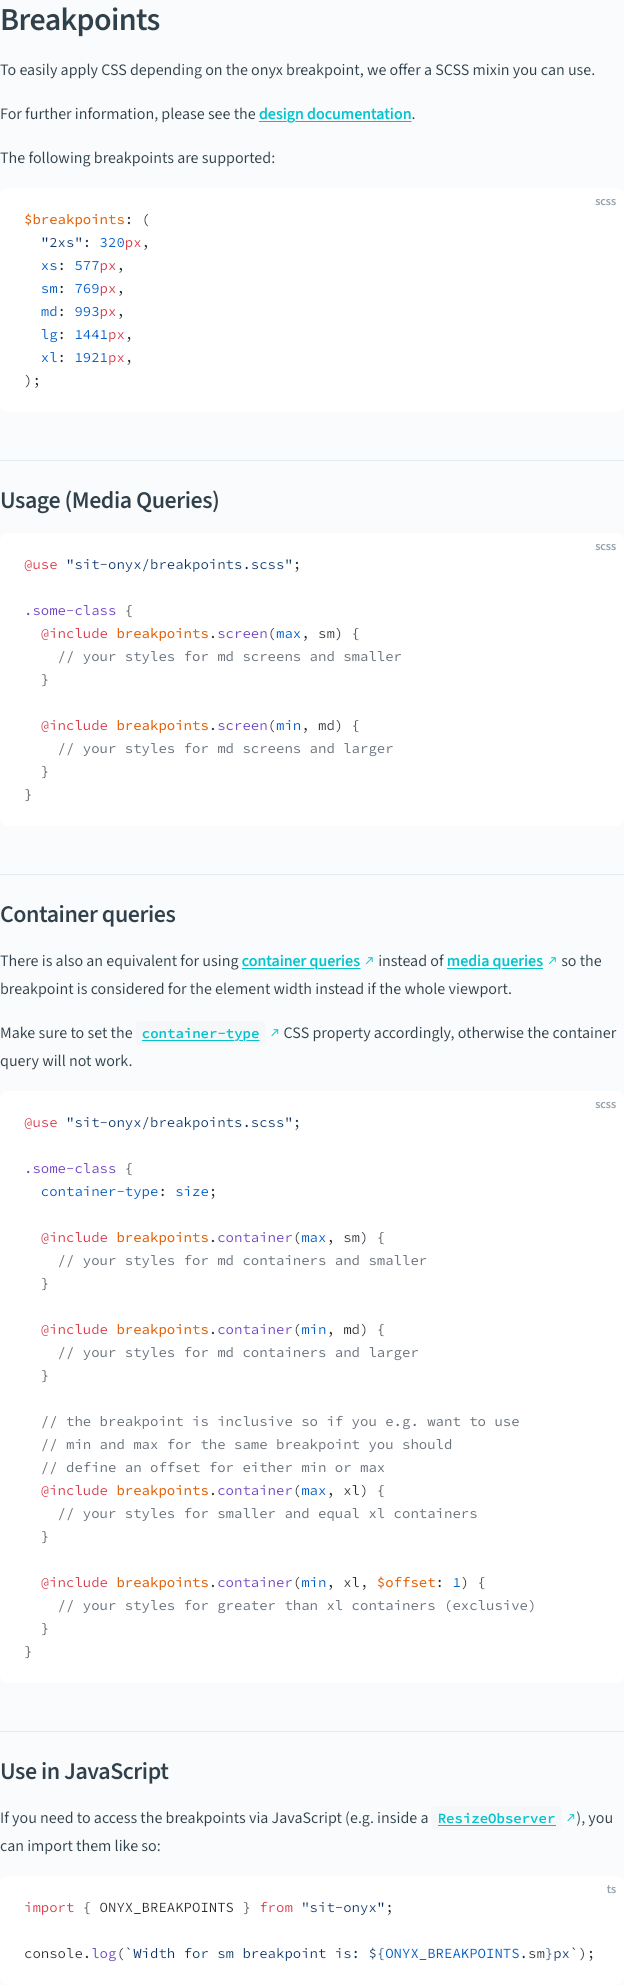 Breakpoints
To easily apply CSS depending on the onyx breakpoint, we offer a SCSS mixin you can use.
For further information, please see the design documentation.
The following breakpoints are supported:
scss
$breakpoints: (
  "2xs": 320px,
  xs: 577px,
  sm: 769px,
  md: 993px,
  lg: 1441px,
  xl: 1921px,
);
Usage (Media Queries)
scss
@use "sit-onyx/breakpoints.scss";
.some-class {
  @include breakpoints.screen(max, sm) {
    // your styles for md screens and smaller
  }
  @include breakpoints.screen(min, md) {
    // your styles for md screens and larger
  }
}
Container queries
There is also an equivalent for using container queries ↗ instead of media queries ↗ so the
breakpoint is considered for the element width instead if the whole viewport.
Make sure to set the container-type ↗ CSS property accordingly, otherwise the container
query will not work.
scss
@use "sit-onyx/breakpoints.scss";
.some-class {
  container-type: size;
  @include breakpoints.container(max, sm) {
    // your styles for md containers and smaller
  }
  @include breakpoints.container(min, md) {
    // your styles for md containers and larger
  }
  // the breakpoint is inclusive so if you e.g. want to use
  // min and max for the same breakpoint you should
  // define an offset for either min or max
  @include breakpoints.container(max, xl) {
    // your styles for smaller and equal xl containers
  }
  @include breakpoints.container(min, xl, $offset: 1) {
    // your styles for greater than xl containers (exclusive)
  }
}
Use in JavaScript
If you need to access the breakpoints via JavaScript (e.g. inside a ResizeObserver ↗), you
can import them like so:
ts
import { ONYX_BREAKPOINTS } from "sit-onyx";
console.log(`Width for sm breakpoint is: ${ONYX_BREAKPOINTS.sm}px`);